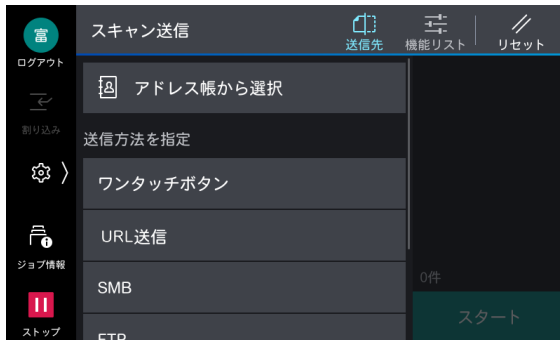 富
ログアウト
割り込み
ジョブ情報
ストップ
スキャン送信
送信先
機能リスト
リセット
アドレス帳から選択
送信方法を指定
ワンタッチボタン
URL送信
SMB
FTP
0件
スタート